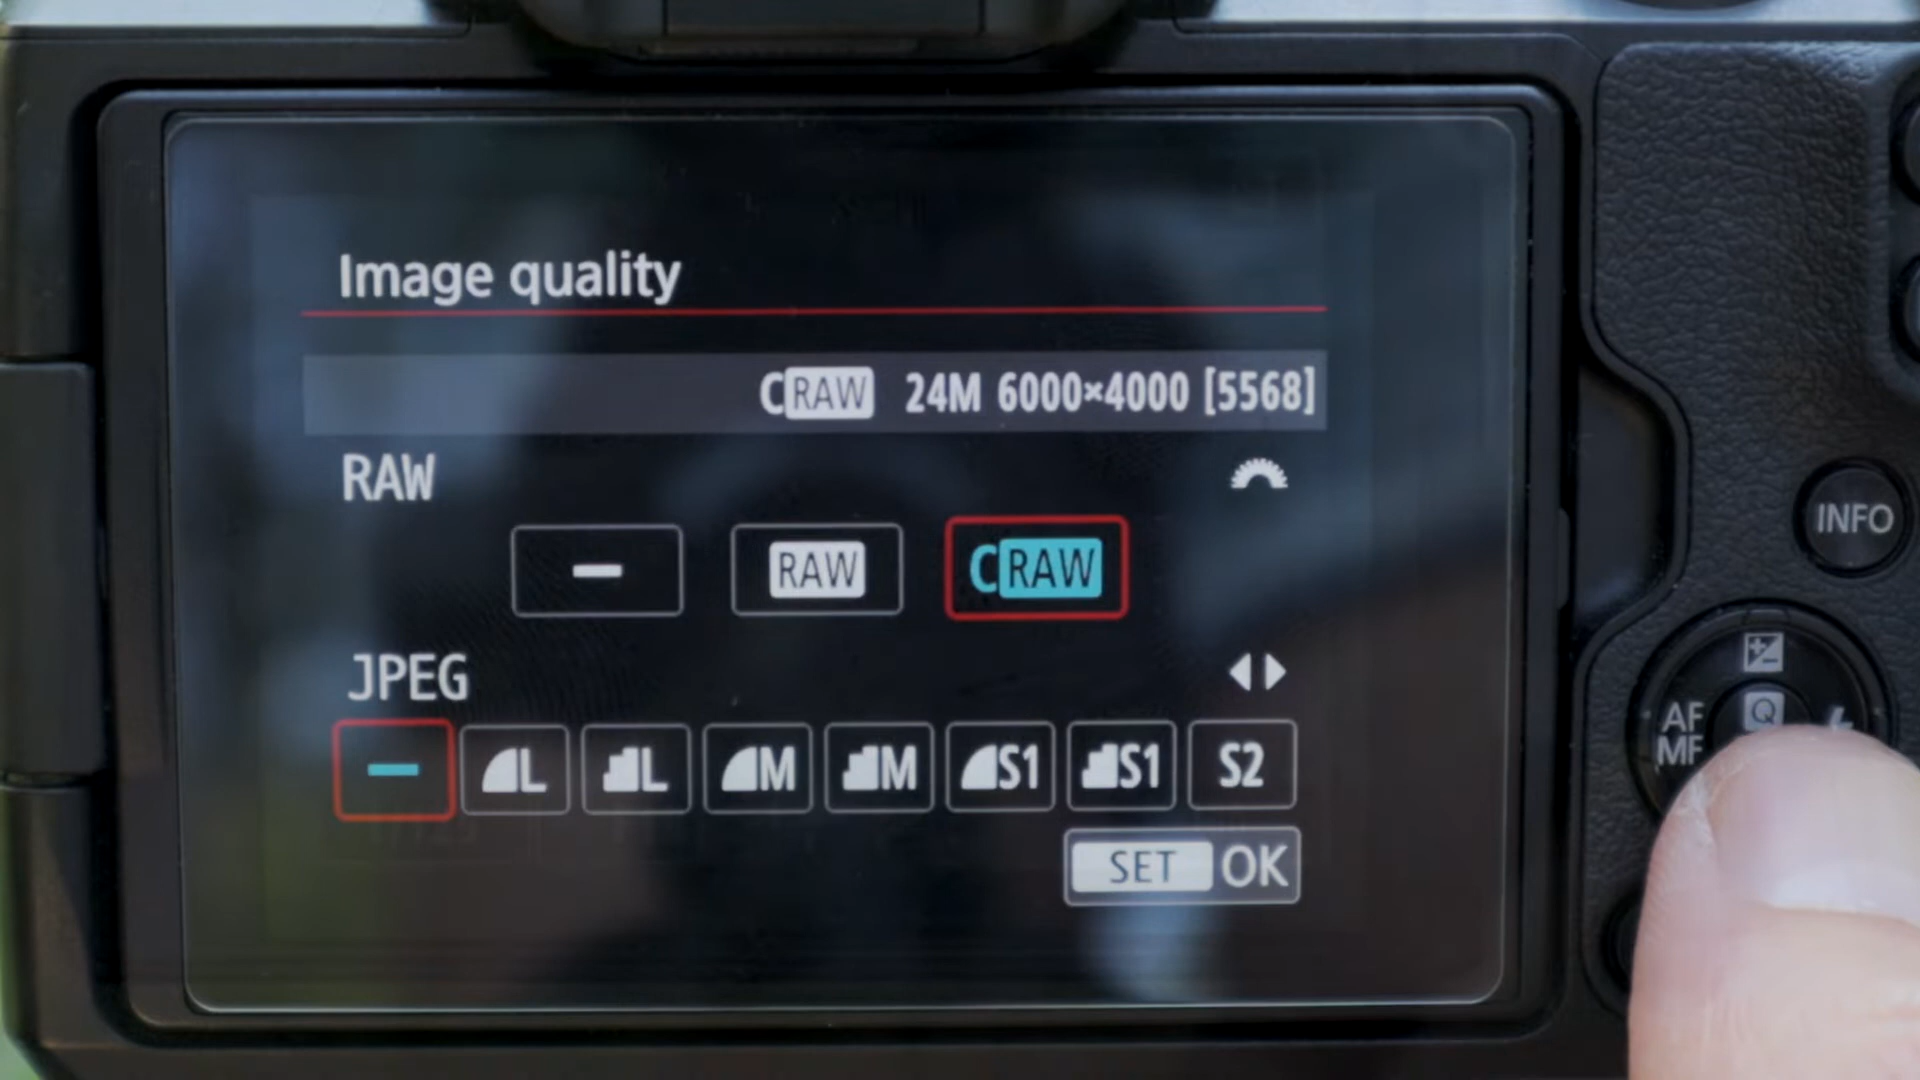 Image quality
CRAW 24M 6000×4000 [5568]
RAW
RAW CRAW
JPEG
L L M M S1 S1 S2
SET OK
INFO
Q
AF
MF